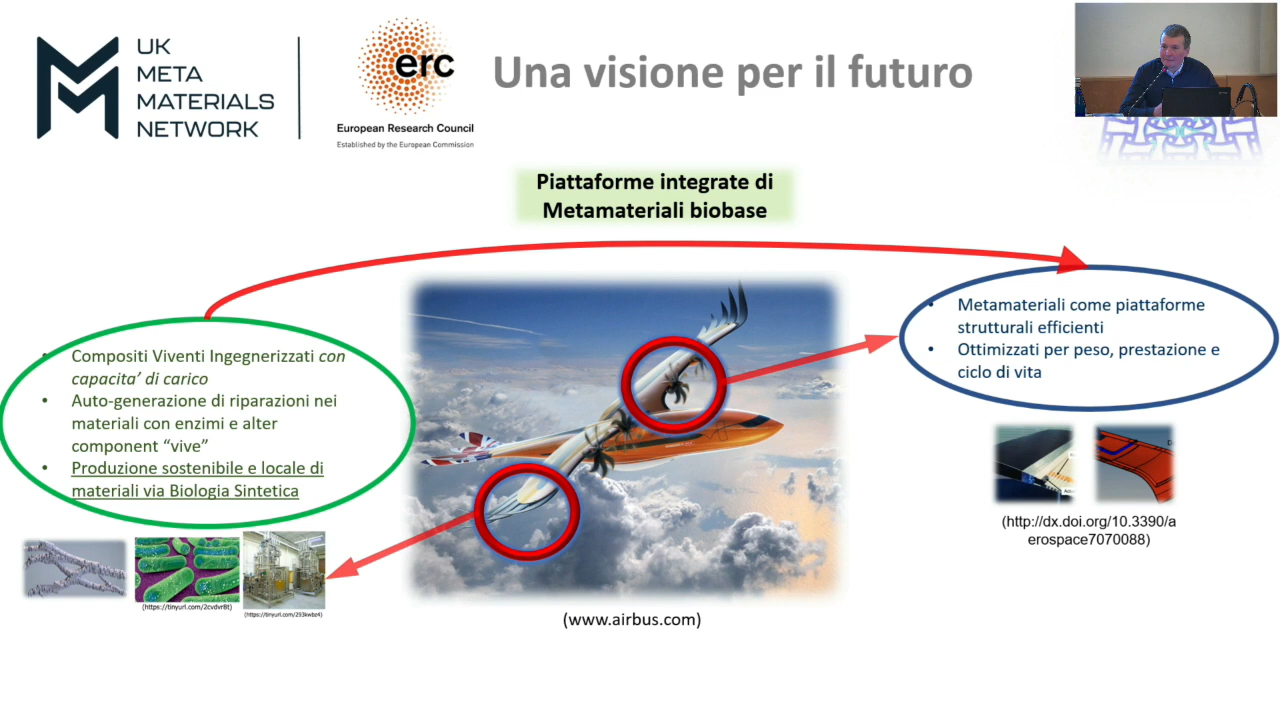 UK
META
MATERIALS
NETWORK
erc
European Research Council
Established by the European Commission
Una visione per il futuro
Piattaforme integrate di
Metamateriali biobase
• Compositi Viventi Ingegnerizzati con
capacita’ di carico
• Auto-generazione di riparazioni nei
materiali con enzimi e alter
component “vive”
• Produzione sostenibile e locale di
materiali via Biologia Sintetica
(https://tinyurl.com/2cvdvr8t)
(https://tinyurl.com/293kwbz4)
(www.airbus.com)
• Metamateriali come piattaforme
strutturali efficienti
• Ottimizzati per peso, prestazione e
ciclo di vita
(http://dx.doi.org/10.3390/a
erospace7070088)